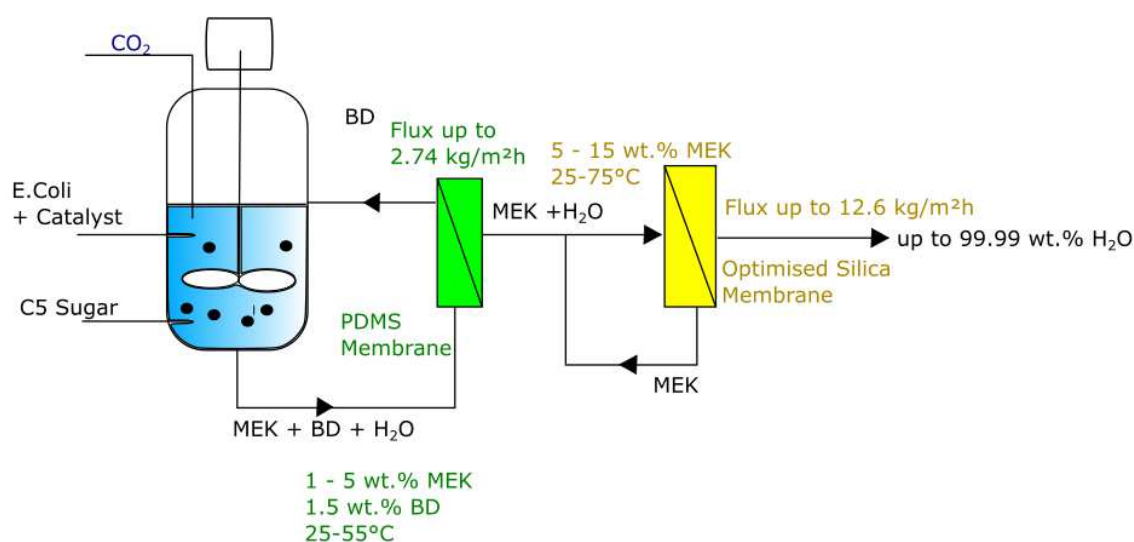 CO₂
BD
Flux up to
2.74 kg/m²h
5 - 15 wt.% MEK
25-75°C
E.Coli
+ Catalyst
MEK +H₂O
Flux up to 12.6 kg/m²h
up to 99.99 wt.% H₂O
Optimised Silica
Membrane
C5 Sugar
PDMS
Membrane
MEK
MEK + BD + H₂O
1 - 5 wt.% MEK
1.5 wt.% BD
25-55°C